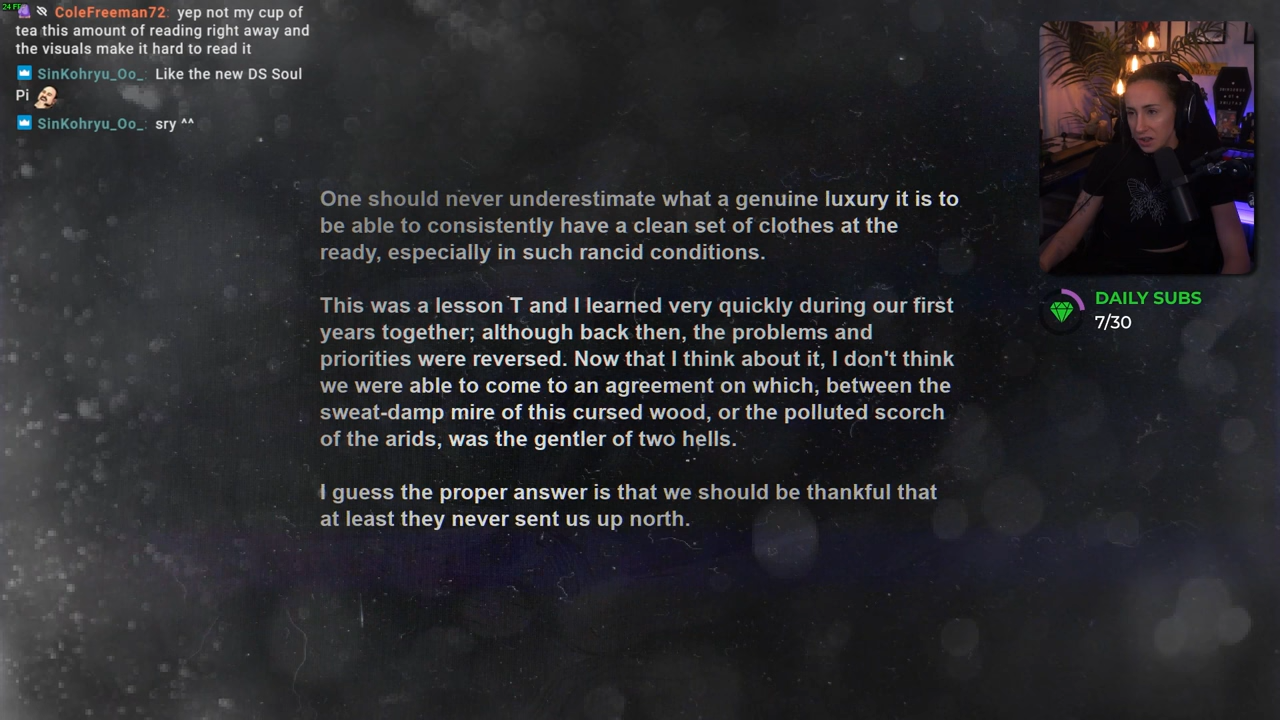 24 FPS
ColeFreeman72: yep not my cup of
tea this amount of reading right away and
the visuals make it hard to read it
SinKohryu_Oo_: Like the new DS Soul
Pi
SinKohryu_Oo_: sry ^^
One should never underestimate what a genuine luxury it is to
be able to consistently have a clean set of clothes at the
ready, especially in such rancid conditions.
This was a lesson T and I learned very quickly during our first
years together; although back then, the problems and
priorities were reversed. Now that I think about it, I don't think
we were able to come to an agreement on which, between the
sweat-damp mire of this cursed wood, or the polluted scorch
of the arids, was the gentler of two hells.
I guess the proper answer is that we should be thankful that
at least they never sent us up north.
DAILY SUBS
7/30